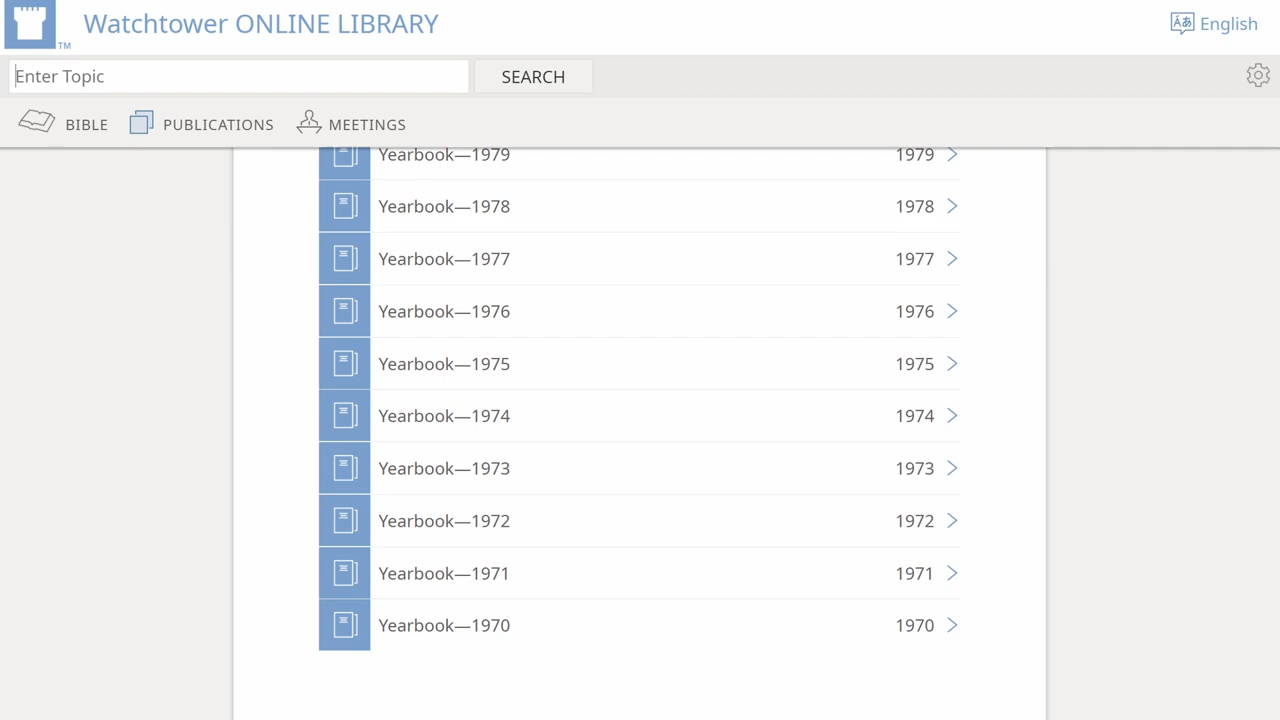 Watchtower ONLINE LIBRARY
TM
English
Enter Topic
SEARCH
BIBLE
PUBLICATIONS
MEETINGS
Yearbook—1979 1979
Yearbook—1978 1978
Yearbook—1977 1977
Yearbook—1976 1976
Yearbook—1975 1975
Yearbook—1974 1974
Yearbook—1973 1973
Yearbook—1972 1972
Yearbook—1971 1971
Yearbook—1970 1970